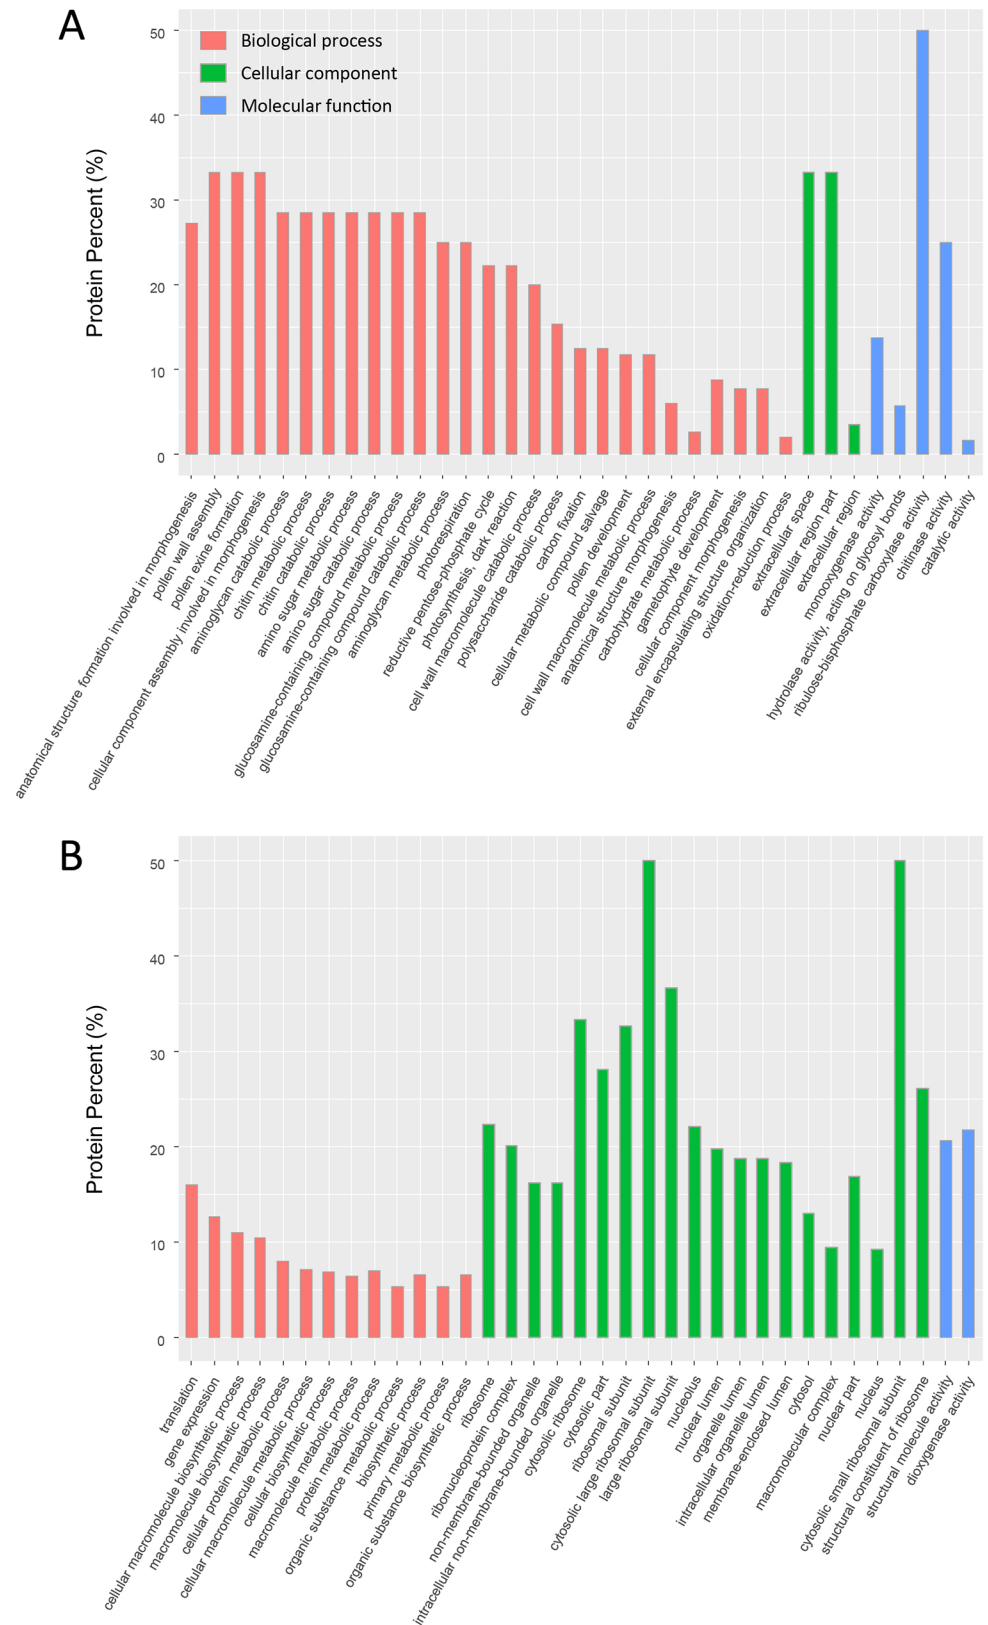 A
Biological process
Cellular component
Molecular function
Protein Percent (%)
50
40
30
20
10
0
anatomical structure formation involved in morphogenesis
pollen wall assembly
pollen exine formation
cellular component assembly involved in morphogenesis
aminoglycan catabolic process
chitin metabolic process
chitin catabolic process
amino sugar metabolic process
amino sugar catabolic process
glucosamine-containing compound metabolic process
glucosamine-containing compound catabolic process
aminoglycan metabolic process
photorespiration
reductive pentose-phosphate cycle
photosynthesis, dark reaction
cell wall macromolecule catabolic process
polysaccharide catabolic process
carbon fixation
cellular metabolic compound salvage
pollen development
cell wall macromolecule metabolic process
anatomical structure morphogenesis
carbohydrate metabolic process
gametophyte development
cellular component morphogenesis
external encapsulating structure organization
oxidation-reduction process
extracellular space
extracellular region part
extracellular region
monooxygenase activity
hydrolase activity, acting on glycosyl bonds
ribulose-bisphosphate carboxylase activity
chitinase activity
catalytic activity
B
Protein Percent (%)
50
40
30
20
10
0
translation
gene expression
cellular macromolecule biosynthetic process
macromolecule biosynthetic process
cellular protein metabolic process
cellular macromolecule metabolic process
cellular biosynthetic process
macromolecule metabolic process
protein metabolic process
organic substance metabolic process
biosynthetic process
primary metabolic process
organic substance biosynthetic process
ribosome
ribonucleoprotein complex
non-membrane-bounded organelle
intracellular non-membrane-bounded organelle
cytosolic ribosome
cytosolic part
ribosomal subunit
cytosolic large ribosomal subunit
large ribosomal subunit
nucleolus
nuclear lumen
organelle lumen
intracellular organelle lumen
membrane-enclosed lumen
cytosol
macromolecular complex
nuclear part
nucleus
cytosolic small ribosomal subunit
structural constituent of ribosome
structural molecule activity
dioxygenase activity